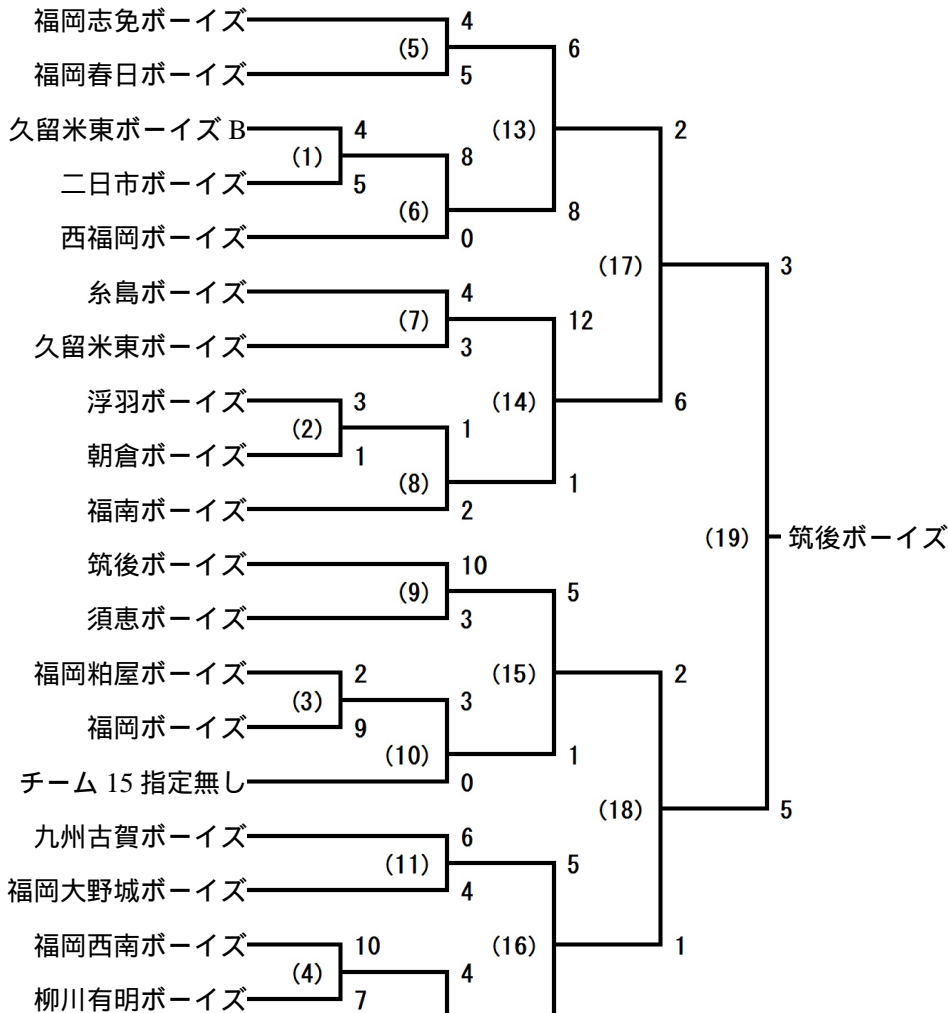 福岡志免ボーイズ
4
(5)
6
福岡春日ボーイズ
5
久留米東ボーイズ B
4
(13)
2
(1)
8
二日市ボーイズ
5
(6)
8
西福岡ボーイズ
0
(17)
3
糸島ボーイズ
4
(7)
12
久留米東ボーイズ
3
浮羽ボーイズ
3
(14)
6
(2)
1
朝倉ボーイズ
1
(8)
1
福南ボーイズ
2
(19)
筑後ボーイズ
筑後ボーイズ
10
(9)
5
須恵ボーイズ
3
福岡粕屋ボーイズ
2
(15)
2
(3)
3
福岡ボーイズ
9
(10)
1
チーム 15 指定無し
0
(18)
5
九州古賀ボーイズ
6
(11)
5
福岡大野城ボーイズ
4
福岡西南ボーイズ
10
(16)
1
(4)
4
柳川有明ボーイズ
7